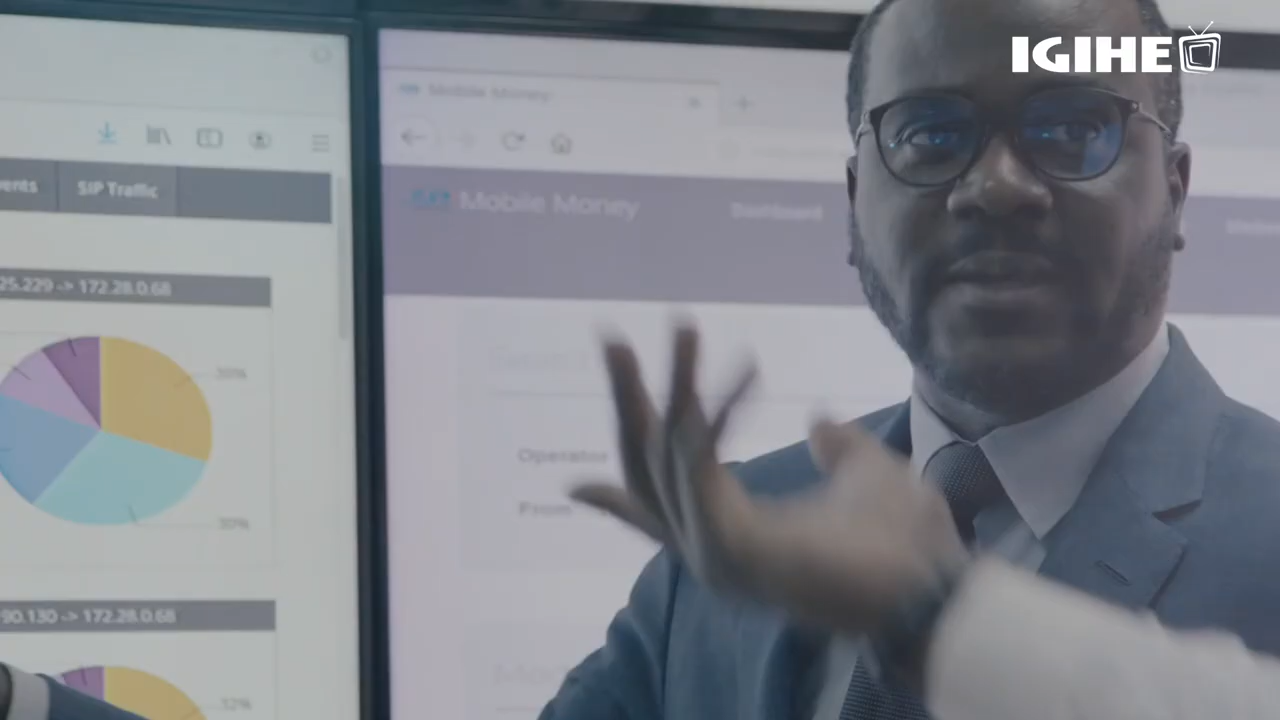 IGIHE
Mobile Money
ents
SIP Traffic
Mobile Money
Dashboard
25.229 -> 172.28.0.68
30%
Operator
From
30%
90.130 -> 172.28.0.68
32%